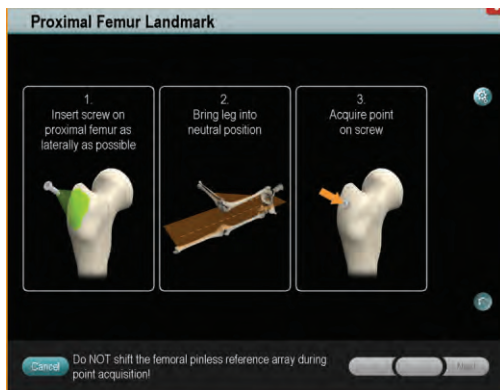 Proximal Femur Landmark
1.
Insert screw on
proximal femur as
laterally as possible
2.
Bring leg into
neutral position
3.
Acquire point
on screw
Cancel
Do NOT shift the femoral pinless reference array during
point acquisition!
Next